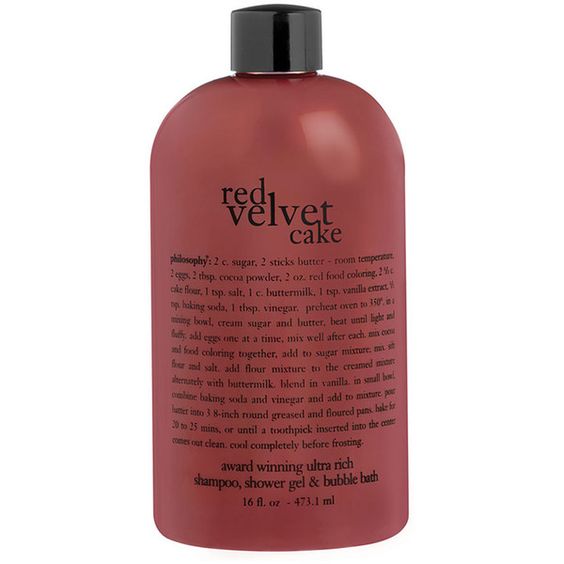 red
velvet
cake
philosophy®: 2 c. sugar, 2 sticks butter - room temperature,
2 eggs, 2 tbsp. cocoa powder, 2 oz. red food coloring, 2 ½ c.
cake flour, 1 tsp. salt, 1 c. buttermilk, 1 tsp. vanilla extract, ½
tsp. baking soda, 1 tbsp. vinegar. preheat oven to 350°. in a
mixing bowl, cream sugar and butter, beat until light and
fluffy. add eggs one at a time, mix well after each. mix cocoa
and food coloring together, add to sugar mixture; mix. sift
flour and salt. add flour mixture to the creamed mixture
alternately with buttermilk. blend in vanilla. in small bowl,
combine baking soda and vinegar and add to mixture. pour
batter into 3 8-inch round greased and floured pans. bake for
20 to 25 mins, or until a toothpick inserted into the center
comes out clean. cool completely before frosting.
award winning ultra rich
shampoo, shower gel & bubble bath
16 fl. oz - 473.1 ml